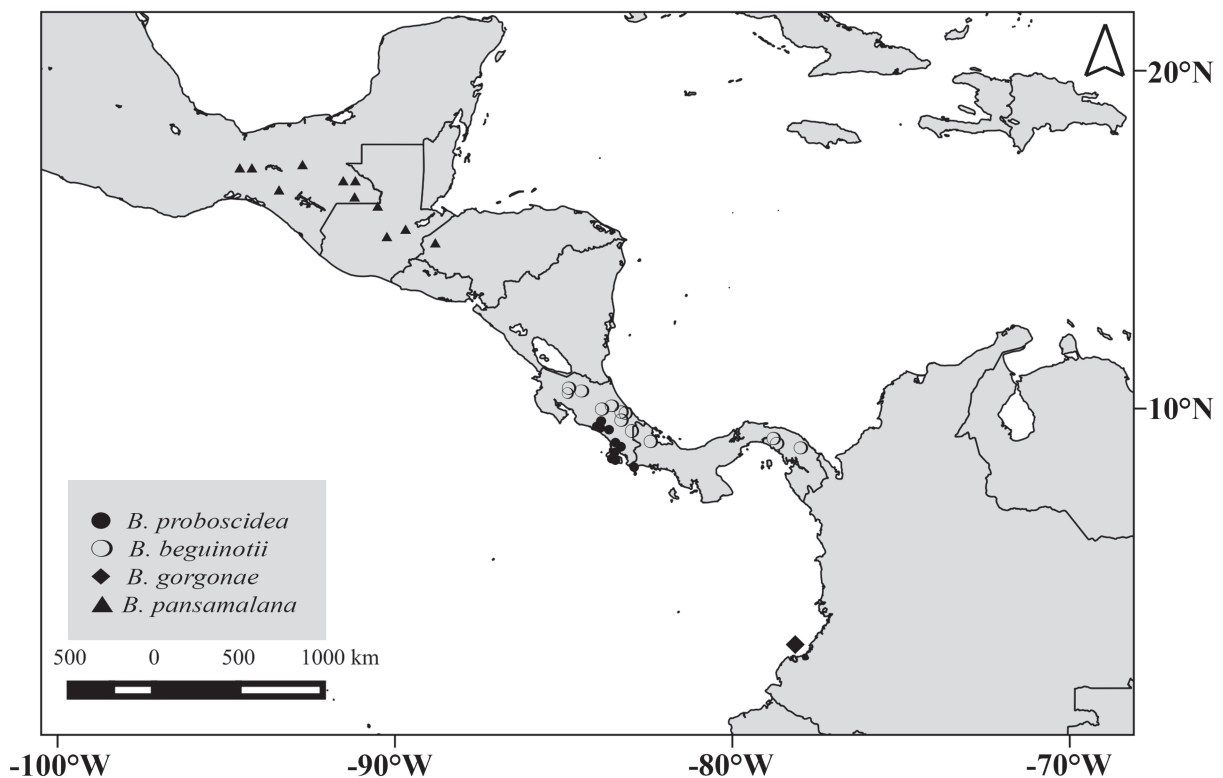 20°N
10°N
B. proboscidea
B. beguinotii
B. gorgonae
B. pansamalana
500 0 500 1000 km
-100°W -90°W -80°W -70°W